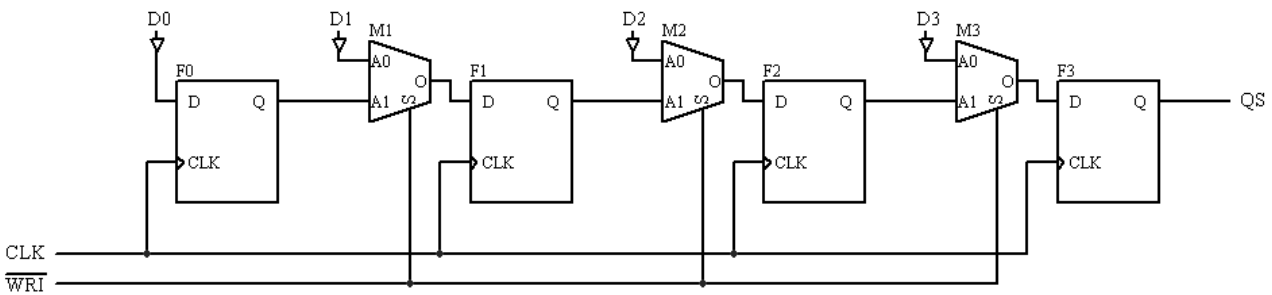 D0 D1 M1 D2 M2 D3 M3
A0 A0 A0
F0 O F1 O F2 O F3
D Q A1 S D Q A1 S D Q A1 S D Q QS
CLK CLK CLK CLK
CLK
WRI